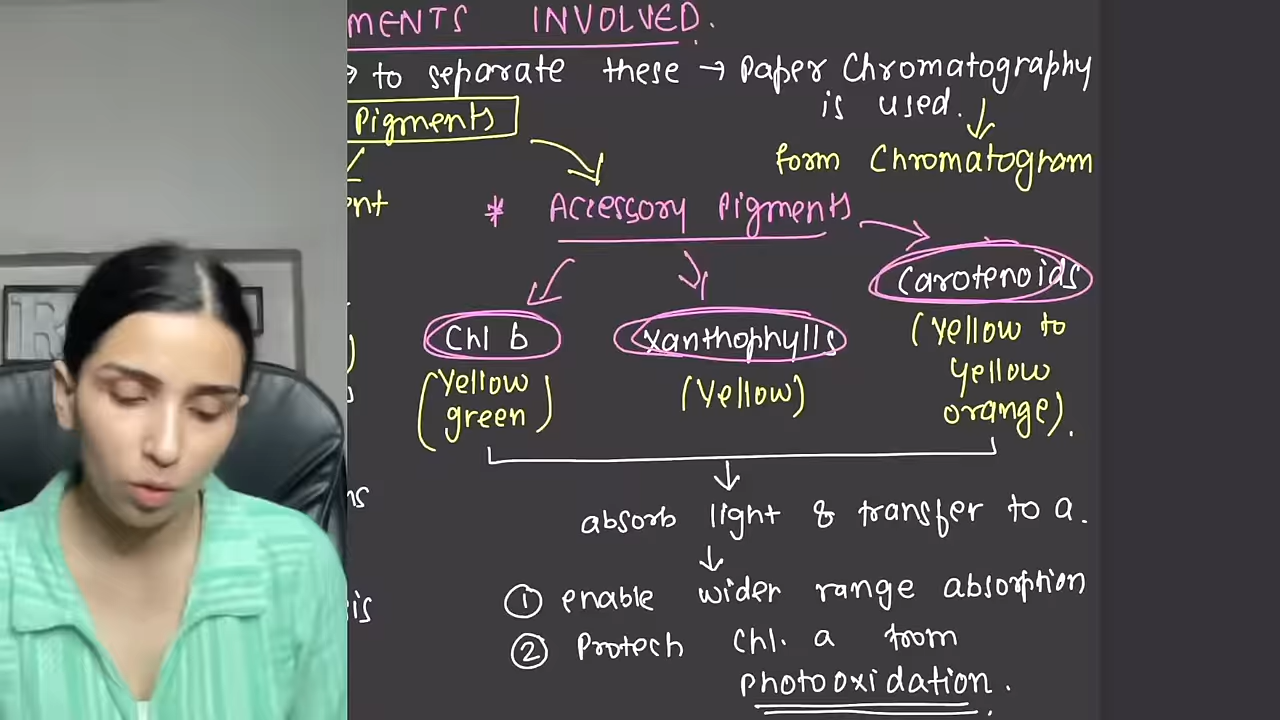 MENTS INVOLVED.
→ to separate these → Paper Chromatography
is used.
Pigments
form Chromatogram
ent
* Accessory Pigments
Carotenoids
Chl b
Xanthophylls
(Yellow to
yellow
orange).
(Yellow
green)
(Yellow)
absorb light & transfer to a.
① enable wider range absorption
② Protech Chl. a from
photooxidation.